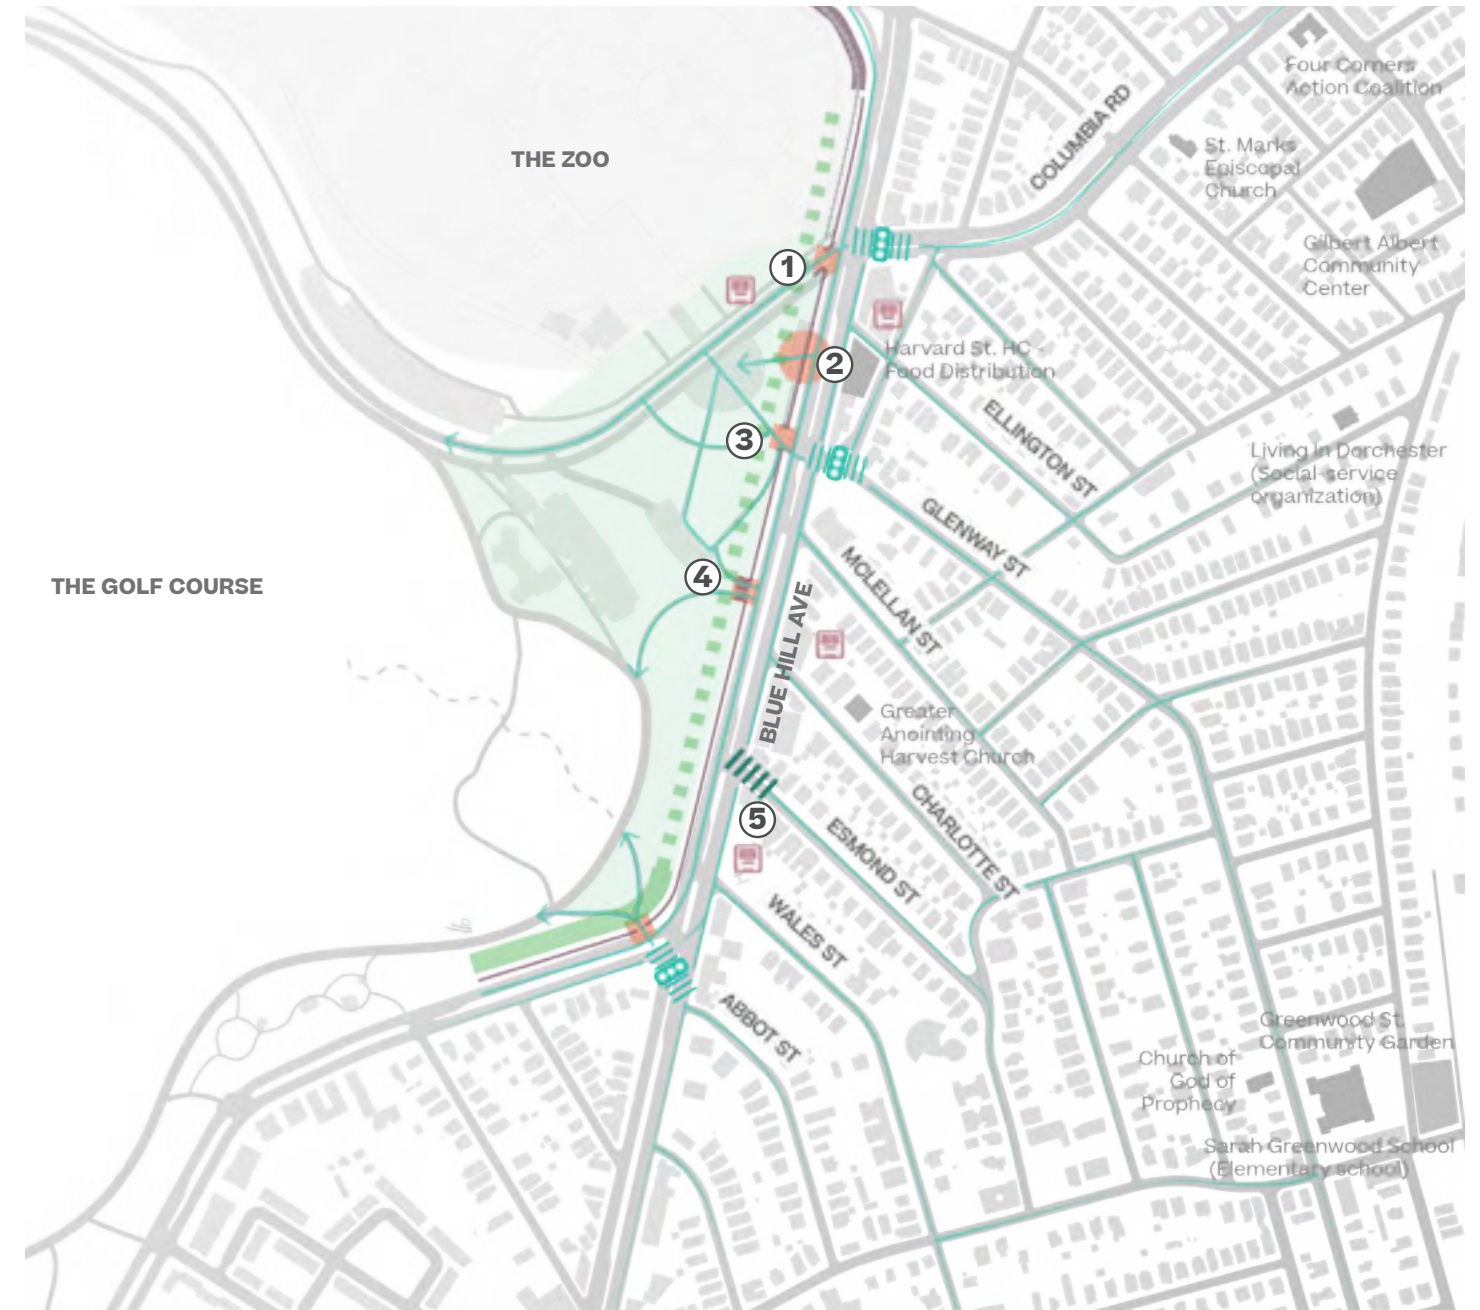 Four Corners
Action Coalition
COLUMBIA RD
St. Marks
Episcopal
Church
THE ZOO
Gilbert Albert
Community
Center
1
2
Harvard St. HC -
Food Distribution
ELLINGTON ST
3
Living in Dorchester
(Social-service
organization)
GLENWAY ST
MCLELLAN ST
4
THE GOLF COURSE
BLUE HILL AVE
Greater
Anointing
Harvest Church
CHARLOTTE ST
5
ESMOND ST
WALES ST
ABBOT ST
Greenwood St.
Community Garden
Church of
God of
Prophecy
Sarah Greenwood School
(Elementary school)